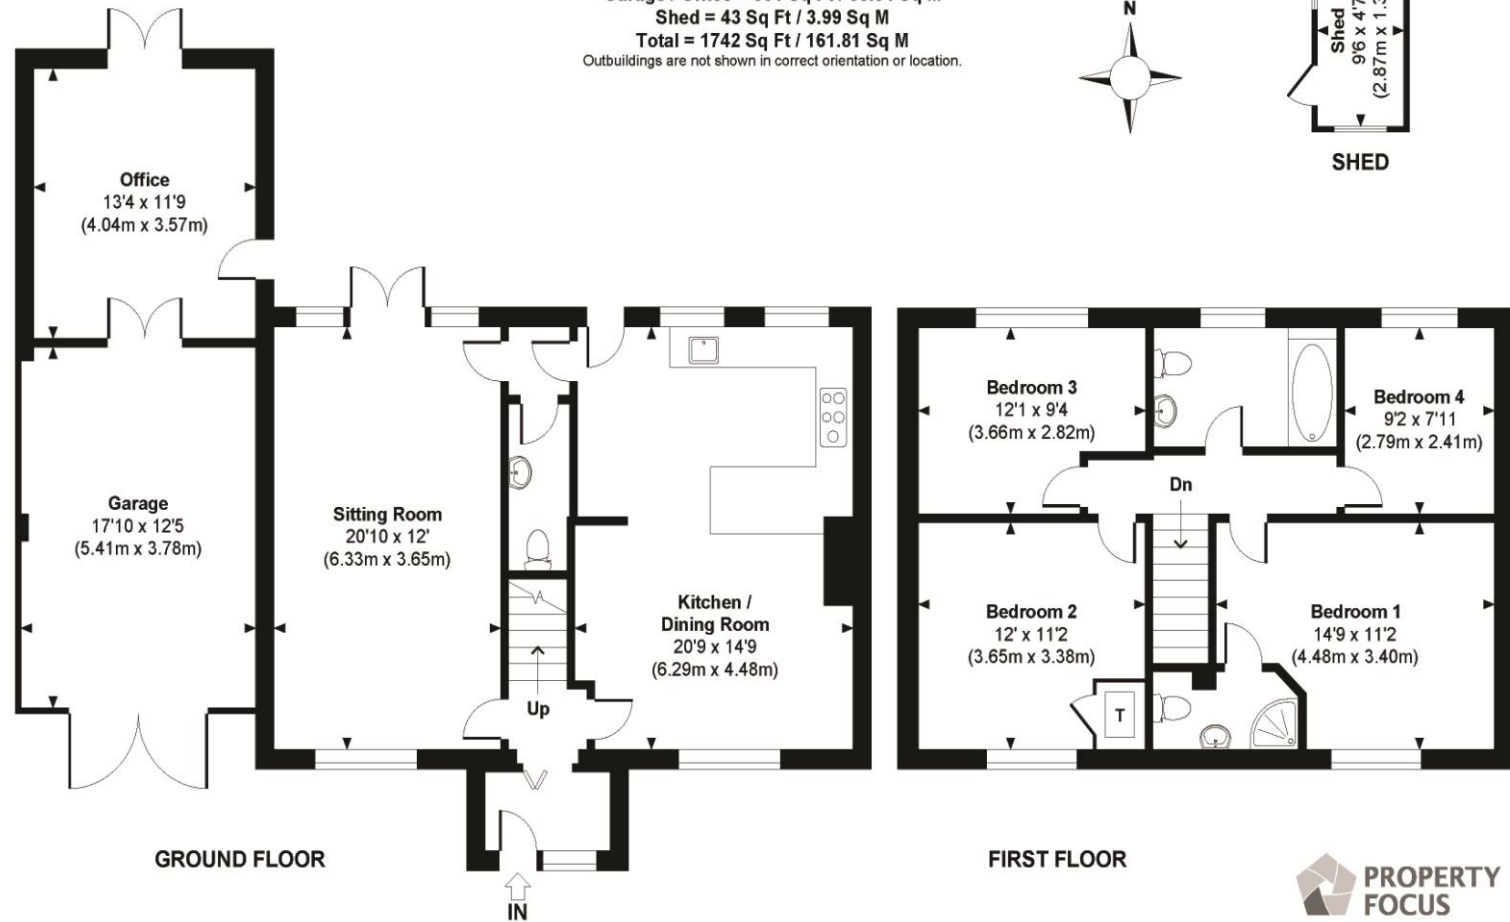 Shed = 43 Sq Ft / 3.99 Sq M
Total = 1742 Sq Ft / 161.81 Sq M
Outbuildings are not shown in correct orientation or location.
N
Shed
9'6 x 4'7
(2.87m x 1.3
SHED
Office
13'4 x 11'9
(4.04m x 3.57m)
Garage
17'10 x 12'5
(5.41m x 3.78m)
Sitting Room
20'10 x 12'
(6.33m x 3.65m)
Kitchen /
Dining Room
20'9 x 14'9
(6.29m x 4.48m)
Up
IN
GROUND FLOOR
Bedroom 3
12'1 x 9'4
(3.66m x 2.82m)
Bedroom 4
9'2 x 7'11
(2.79m x 2.41m)
Dn
Bedroom 2
12' x 11'2
(3.65m x 3.38m)
Bedroom 1
14'9 x 11'2
(4.48m x 3.40m)
T
FIRST FLOOR
PROPERTY
FOCUS